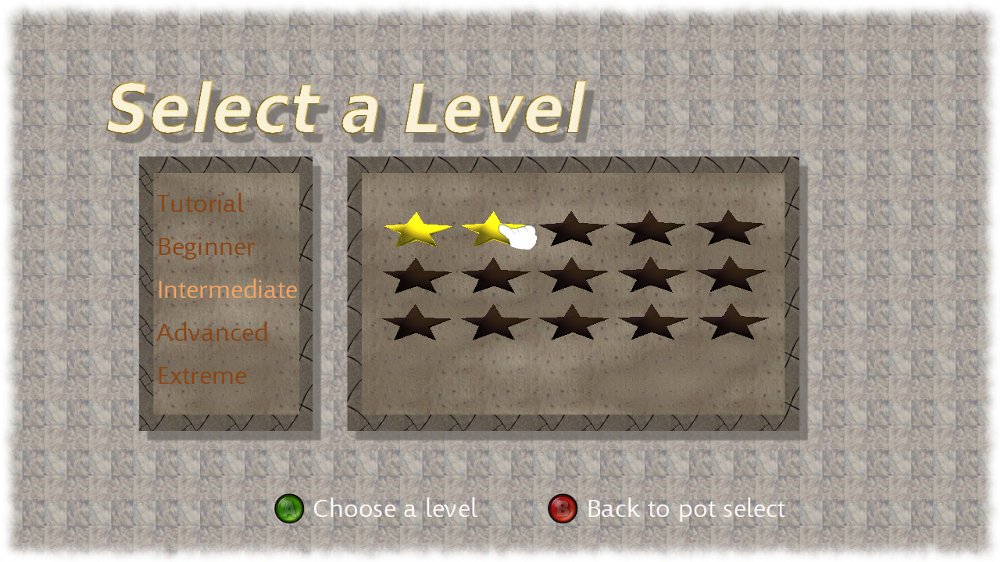 Select a Level
Tutorial
Beginner
Intermediate
Advanced
Extreme
A Choose a level
B Back to pot select